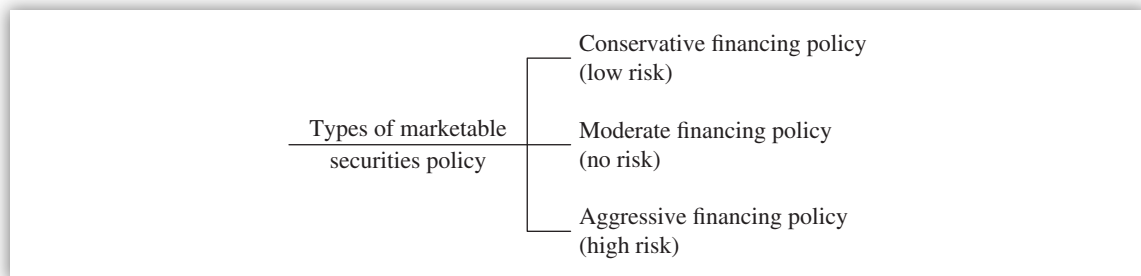 Types of marketable
securities policy
Conservative financing policy
(low risk)
Moderate financing policy
(no risk)
Aggressive financing policy
(high risk)